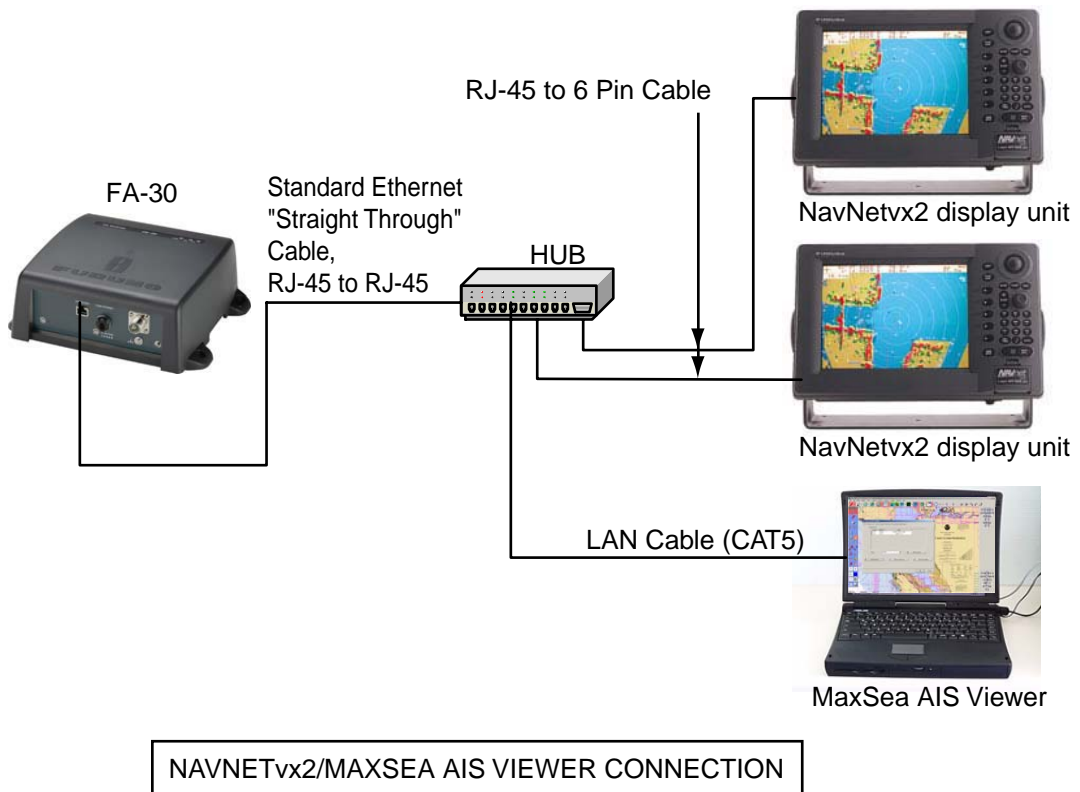 RJ-45 to 6 Pin Cable
NavNetvx2 display unit
FA-30
Standard Ethernet
"Straight Through"
Cable,
RJ-45 to RJ-45
HUB
NavNetvx2 display unit
LAN Cable (CAT5)
MaxSea AIS Viewer
NAVNETvx2/MAXSEA AIS VIEWER CONNECTION